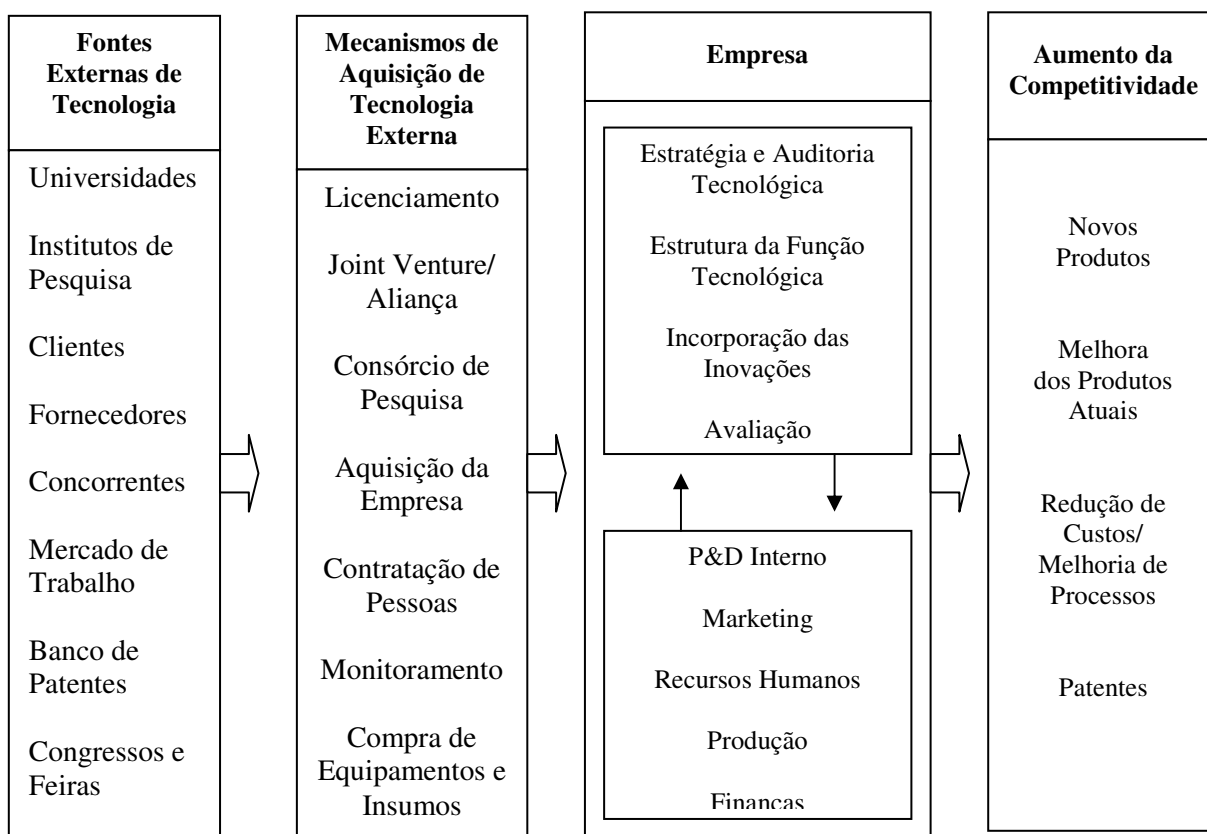 Fontes
Externas de
Tecnologia
Universidades
Institutos de
Pesquisa
Clientes
Fornecedores
Concorrentes
Mercado de
Trabalho
Banco de
Patentes
Congressos e
Feiras
Mecanismos de
Aquisição de
Tecnologia
Externa
Licenciamento
Joint Venture/
Aliança
Consórcio de
Pesquisa
Aquisição da
Empresa
Contratação de
Pessoas
Monitoramento
Compra de
Equipamentos e
Insumos
Empresa
Estratégia e Auditoria
Tecnológica
Estrutura da Função
Tecnológica
Incorporação das
Inovações
Avaliação
P&D Interno
Marketing
Recursos Humanos
Produção
Finanças
Aumento da
Competitividade
Novos
Produtos
Melhora
dos Produtos
Atuais
Redução de
Custos/
Melhoria de
Processos
Patentes